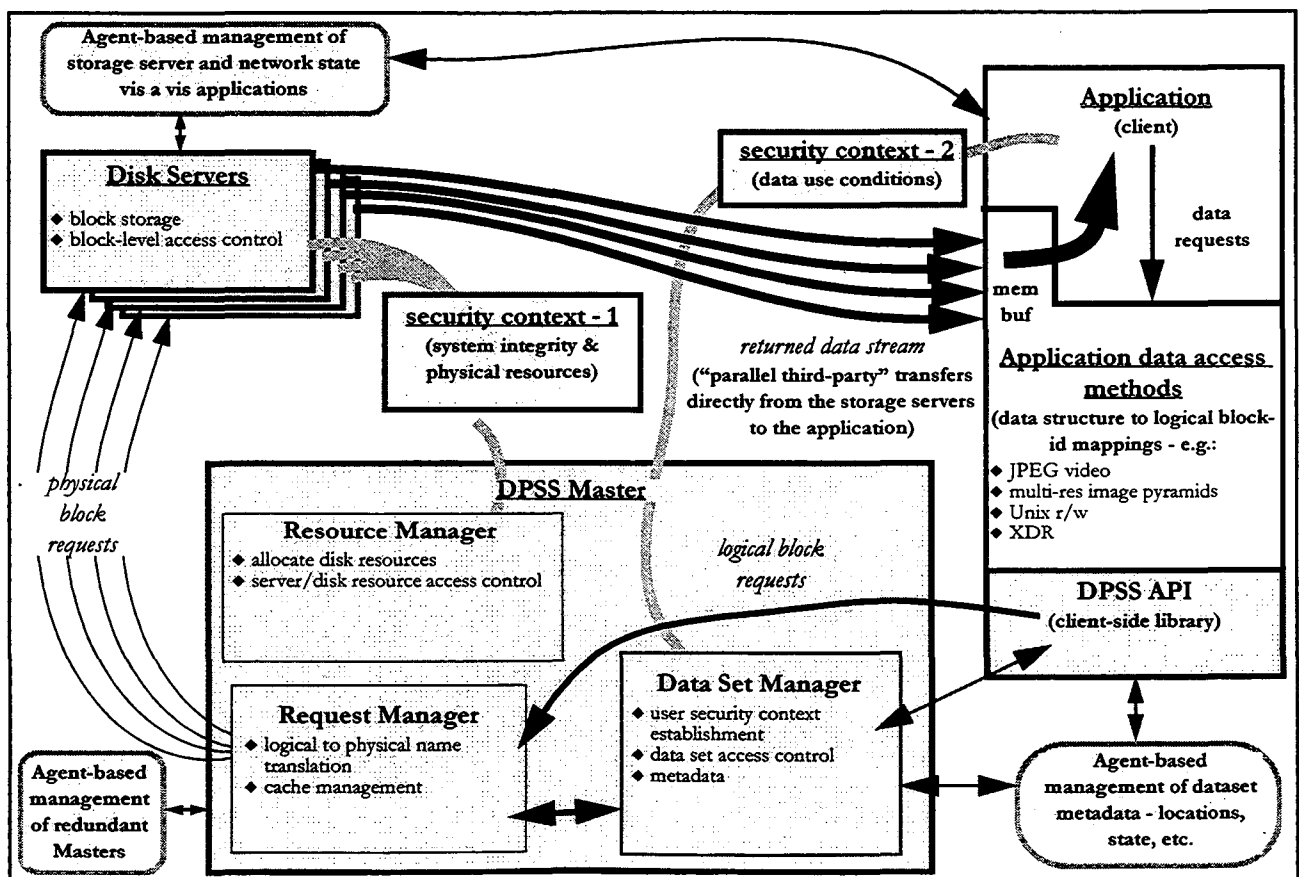 Agent-based management of
storage server and network state
vis a vis applications
Disk Servers
◆ block storage
◆ block-level access control
security context - 1
(system integrity &
physical resources)
security context - 2
(data use conditions)
Application
(client)
data
requests
mem
buf
returned data stream
("parallel third-party" transfers
directly from the storage servers
to the application)
Application data access
methods
(data structure to logical block-
id mappings - e.g.:
◆ JPEG video
◆ multi-res image pyramids
◆ Unix r/w
◆ XDR
DPSS API
(client-side library)
physical
block
requests
DPSS Master
Resource Manager
◆ allocate disk resources
◆ server/disk resource access control
logical block
requests
Request Manager
◆ logical to physical name
translation
◆ cache management
Data Set Manager
◆ user security context
establishment
◆ data set access control
◆ metadata
Agent-based
management
of redundant
Masters
Agent-based
management of dataset
metadata - locations,
state, etc.